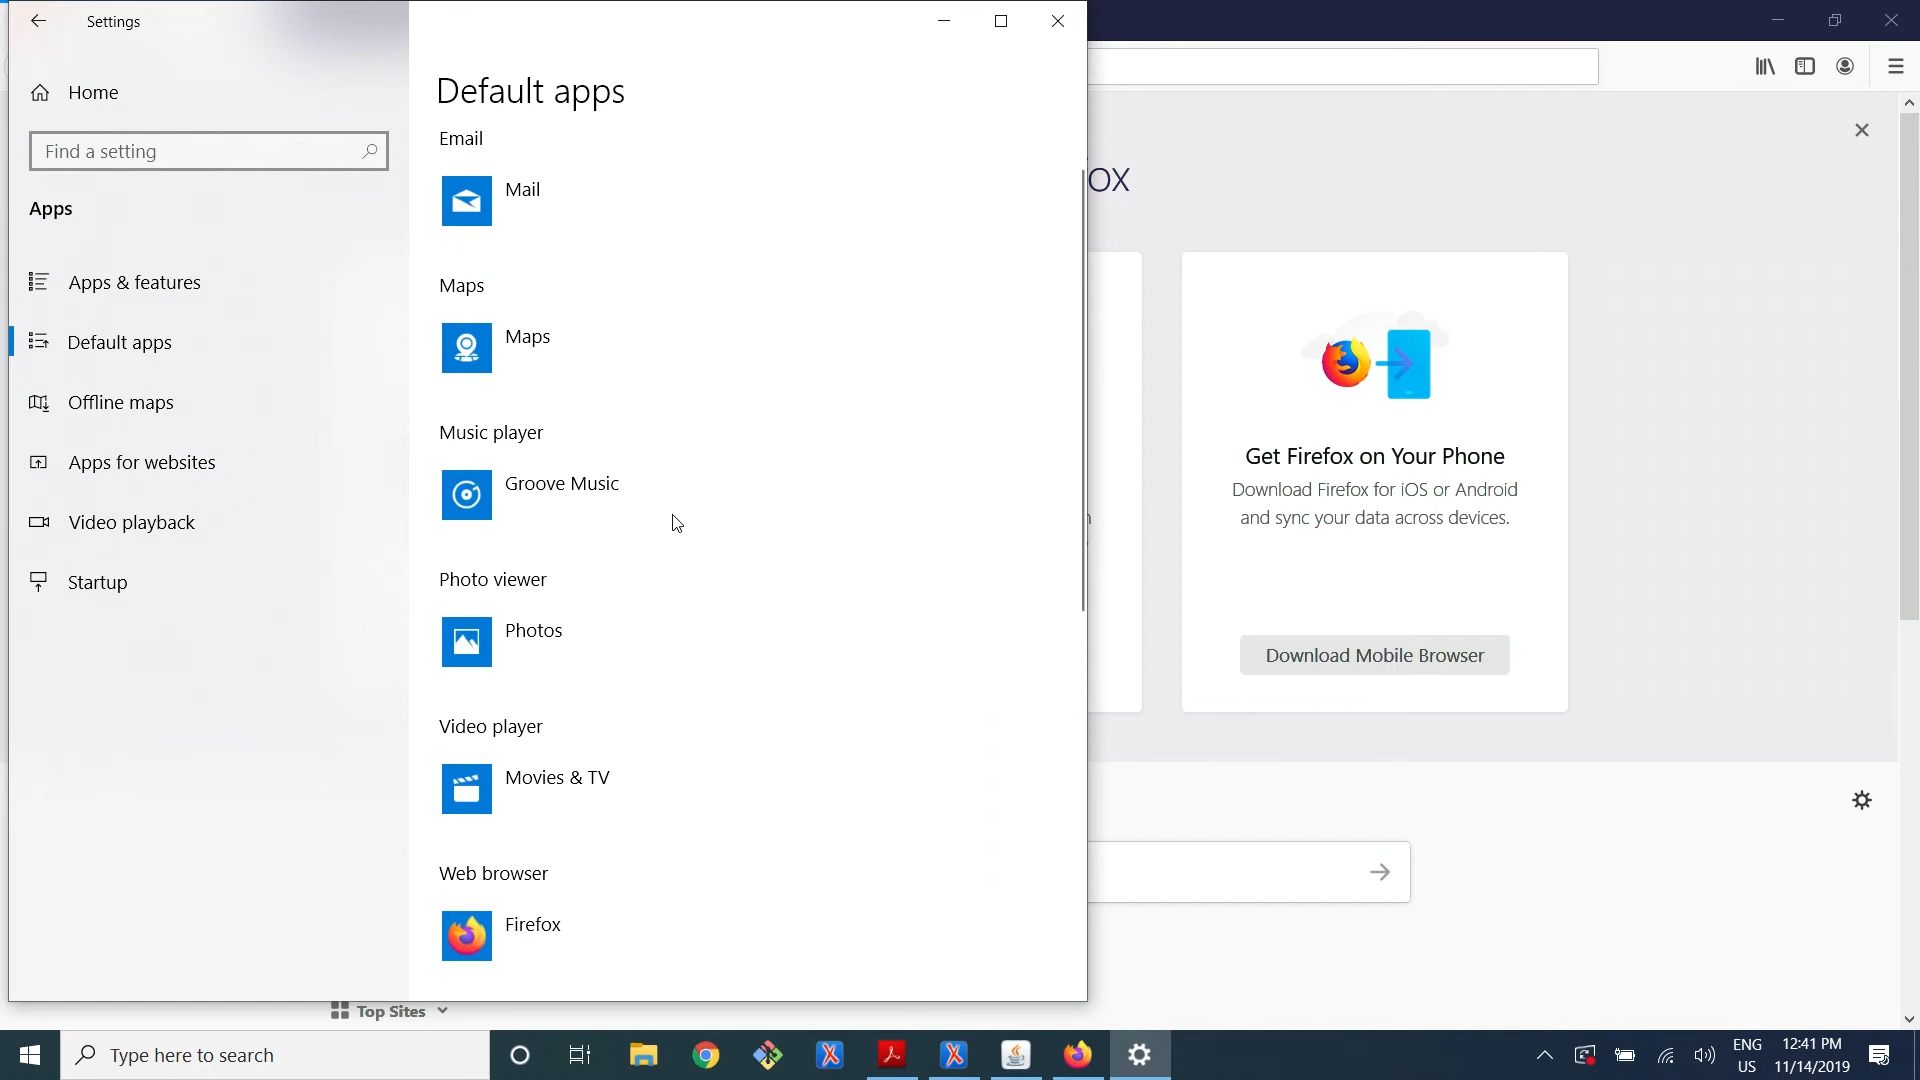 Settings
Home
Find a setting
Apps
Apps & features
Default apps
Offline maps
Apps for websites
Video playback
Startup
Default apps
Email
Mail
Maps
Maps
Music player
Groove Music
Photo viewer
Photos
Video player
Movies & TV
Web browser
Firefox
ox
Get Firefox on Your Phone
Download Firefox for iOS or Android
and sync your data across devices.
Download Mobile Browser
Top Sites
Type here to search
ENG
US
12:41 PM
11/14/2019